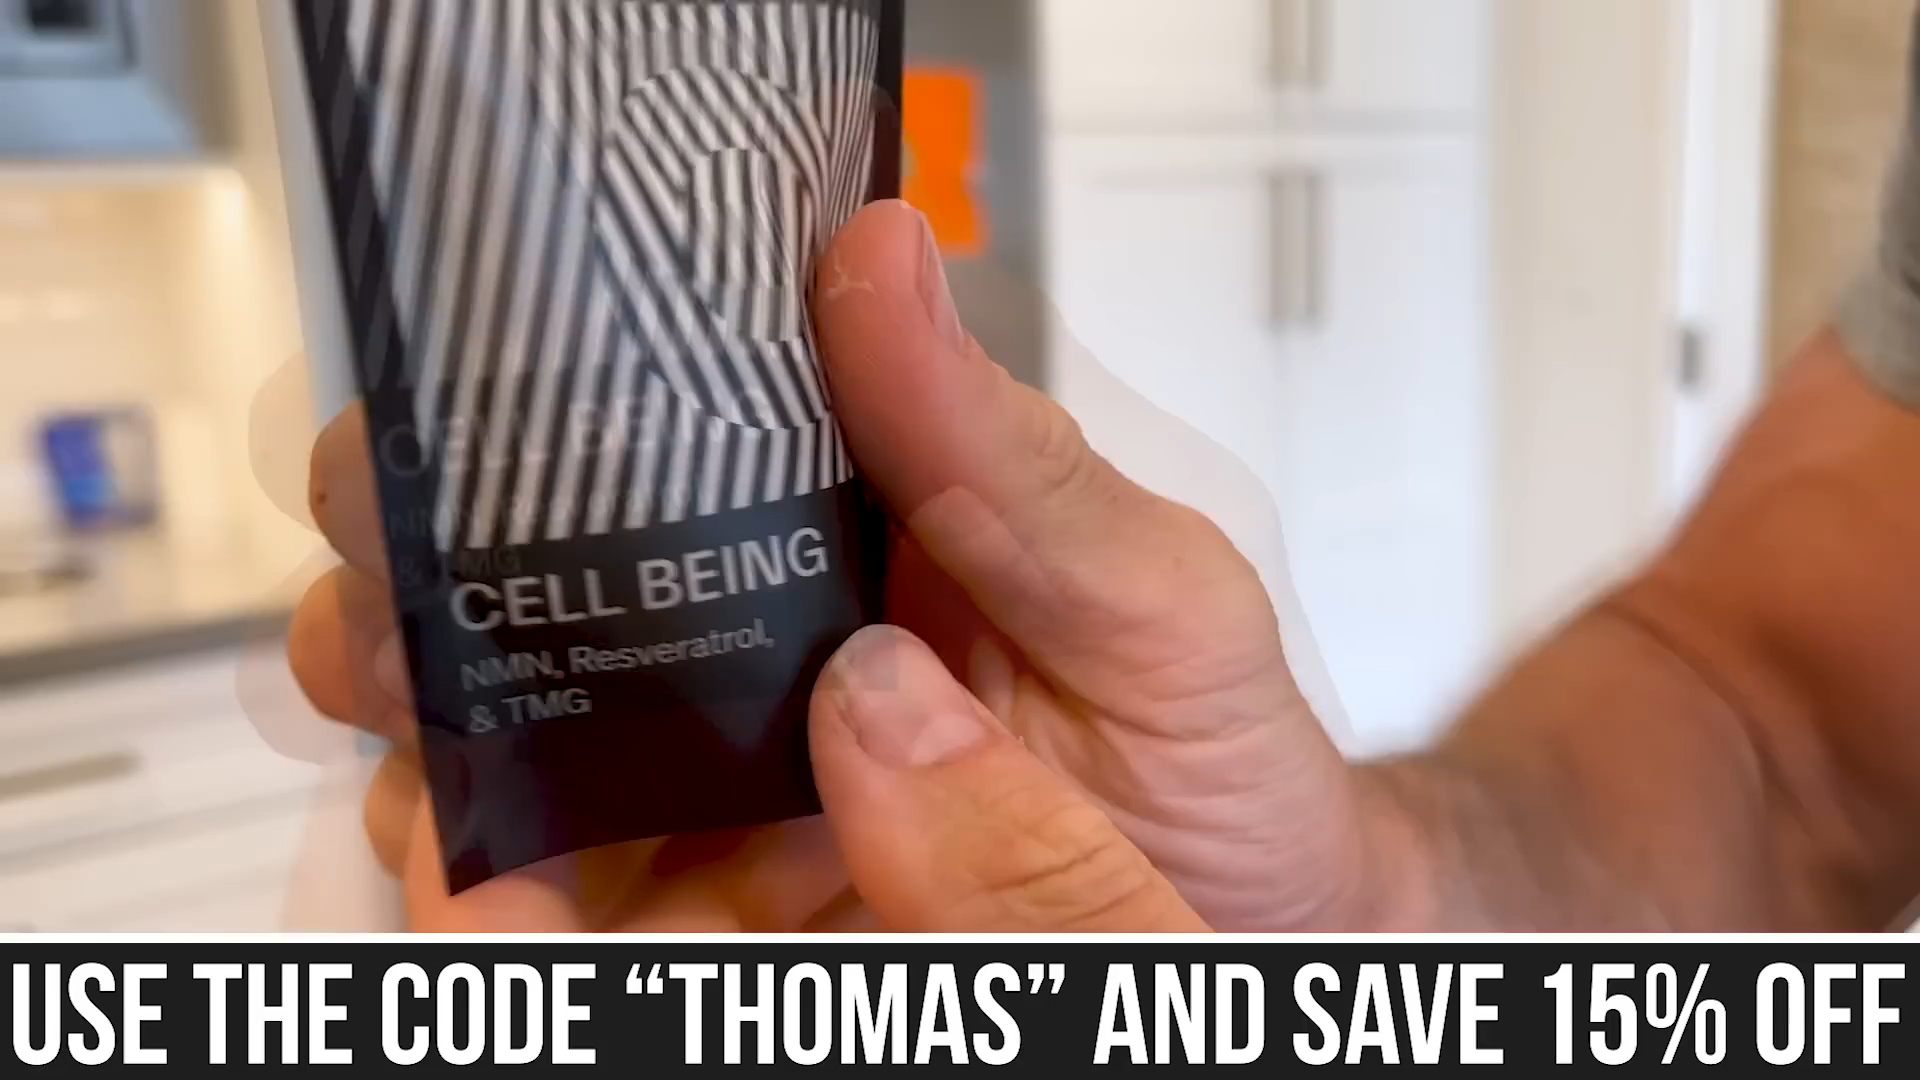 CELL BEING
NMN, Resveratrol,
& TMG
USE THE CODE “THOMAS” AND SAVE 15% OFF